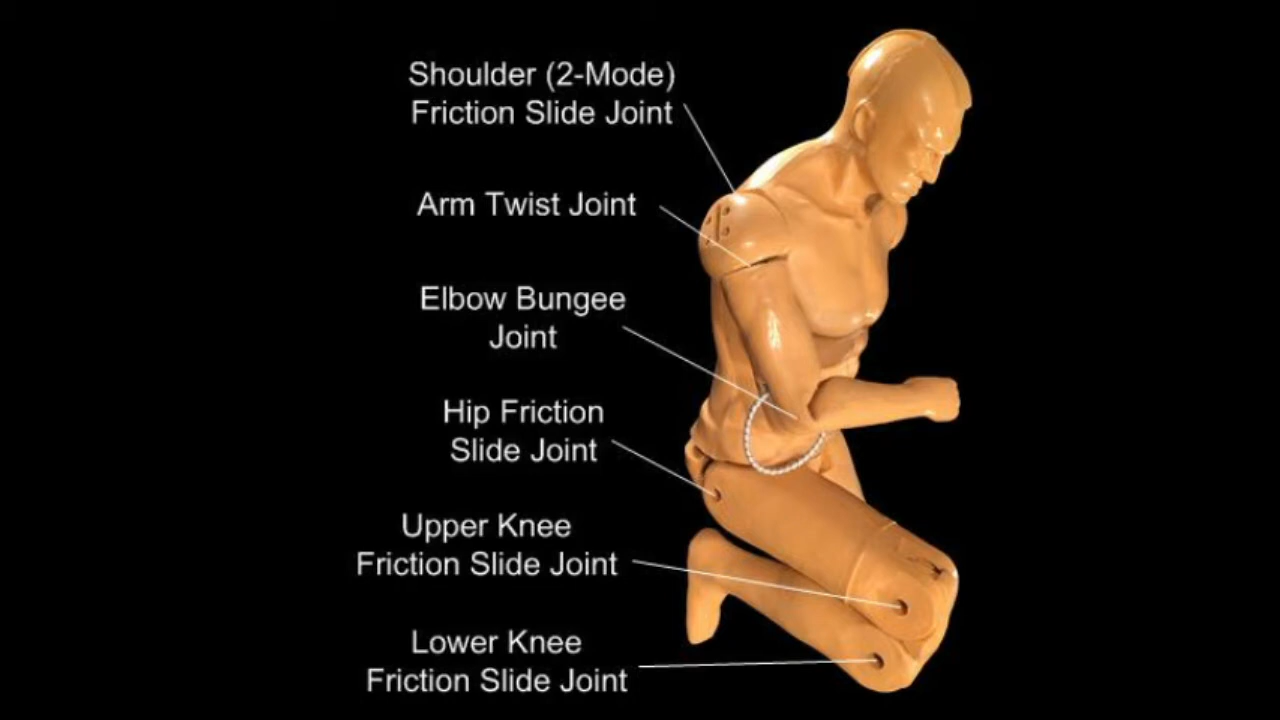 Shoulder (2-Mode)
Friction Slide Joint
Arm Twist Joint
Elbow Bungee
Joint
Hip Friction
Slide Joint
Upper Knee
Friction Slide Joint
Lower Knee
Friction Slide Joint